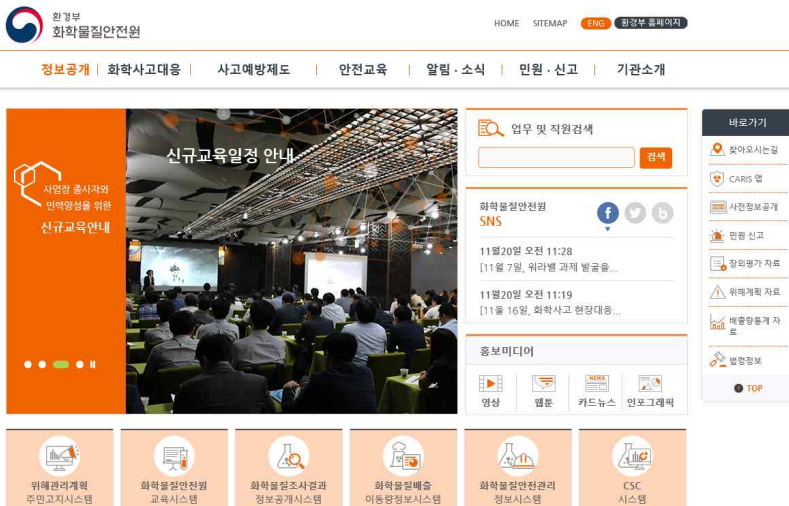 환경부
화학물질안전원
HOME SITEMAP ENG 환경부 홈페이지
정보공개 화학사고대응 사고예방제도 안전교육 알림·소식 민원·신고 기관소개
사업장 종사자와
인력양성을 위한
신규교육안내
신규교육일정 안내
업무 및 직원검색
검색
화학물질안전원
SNS
11월20일 오전 11:28
[11월 7일, 워라밸 과제 발굴을...
11월20일 오전 11:19
[11월 16일, 화학사고 현장대응...
홍보미디어
NEWS
영상 웹툰 카드뉴스 인포그래픽
바로가기
찾아오시는길
CARIS 앱
사전정보공개
민원 신고
장외평가 자료
위해계획 자료
배출량통계 자
료
법령정보
TOP
위해관리계획
주민고지시스템
화학물질안전원
교육시스템
화학물질조사결과
정보공개시스템
화학물질배출
이동량정보시스템
화학물질안전관리
정보시스템
CSC
시스템